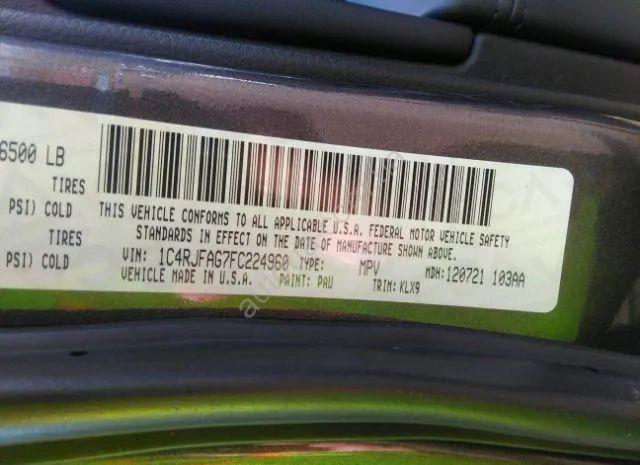 6500 LB
TIRES
PSI) COLD
TIRES
PSI) COLD
THIS VEHICLE CONFORMS TO ALL APPLICABLE U.S.A. FEDERAL MOTOR VEHICLE SAFETY
STANDARDS IN EFFECT ON THE DATE OF MANUFACTURE SHOWN ABOVE.
VIN: 1C4RJFAG7FC224960 TYPE: MPV MDH:120721 103AA
VEHICLE MADE IN U.S.A. PAINT: PAU TRIM: KLX9